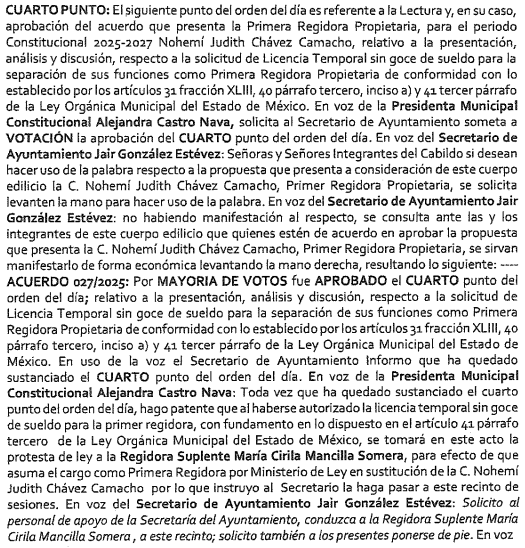 CUARTO PUNTO: El siguiente punto del orden del día es referente a la Lectura y, en su caso,
aprobación del acuerdo que presenta la Primera Regidora Propietaria, para el periodo
Constitucional 2025-2027 Nohemí Judith Chávez Camacho, relativo a la presentación,
análisis y discusión, respecto a la solicitud de Licencia Temporal sin goce de sueldo para la
separación de sus funciones como Primera Regidora Propietaria de conformidad con lo
establecido por los artículos 31 fracción XLIII, 40 párrafo tercero, inciso a) y 41 tercer párrafo
de la Ley Orgánica Municipal del Estado de México. En voz de la Presidenta Municipal
Constitucional Alejandra Castro Nava, solicita al Secretario de Ayuntamiento someta a
VOTACIÓN la aprobación del CUARTO punto del orden del día. En voz del Secretario de
Ayuntamiento Jair González Estévez: Señoras y Señores Integrantes del Cabildo si desean
hacer uso de la palabra respecto a la propuesta que presenta a consideración de este cuerpo
edilicio la C. Nohemí Judith Chávez Camacho, Primer Regidora Propietaria, se solicita
levanten la mano para hacer uso de la palabra. En voz del Secretario de Ayuntamiento Jair
González Estévez: no habiendo manifestación al respecto, se consulta ante las y los
integrantes de este cuerpo edilicio que quienes estén de acuerdo en aprobar la propuesta
que presenta la C. Nohemí Judith Chávez Camacho, Primer Regidora Propietaria, se sirvan
manifestarlo de forma económica levantando la mano derecha, resultando lo siguiente: ----
ACUERDO 027/2025: Por MAYORIA DE VOTOS fue APROBADO el CUARTO punto del
orden del día; relativo a la presentación, análisis y discusión, respecto a la solicitud de
Licencia Temporal sin goce de sueldo para la separación de sus funciones como Primera
Regidora Propietaria de conformidad con lo establecido por los artículos 31 fracción XLIII, 40
párrafo tercero, inciso a) y 41 tercer párrafo de la Ley Orgánica Municipal del Estado de
México. En uso de la voz el Secretario de Ayuntamiento Informo que ha quedado
sustanciado el CUARTO punto del orden del día. En voz de la Presidenta Municipal
Constitucional Alejandra Castro Nava: Toda vez que ha quedado sustanciado el cuarto
punto del orden del día, hago patente que al haberse autorizado la licencia temporal sin goce
de sueldo para la primer regidora, con fundamento en lo dispuesto en el artículo 41 párrafo
tercero de la Ley Orgánica Municipal del Estado de México, se tomará en este acto la
protesta de ley a la Regidora Suplente María Cirila Mancilla Somera, para efecto de que
asuma el cargo como Primera Regidora por Ministerio de Ley en sustitución de la C. Nohemí
Judith Chávez Camacho por lo que instruyo al Secretario la haga pasar a este recinto de
sesiones. En voz del Secretario de Ayuntamiento Jair González Estévez: Solicito al
personal de apoyo de la Secretaría del Ayuntamiento, conduzca a la Regidora Suplente María
Cirila Mancilla Somera, a este recinto; solicito también a los presentes ponerse de pie. En voz